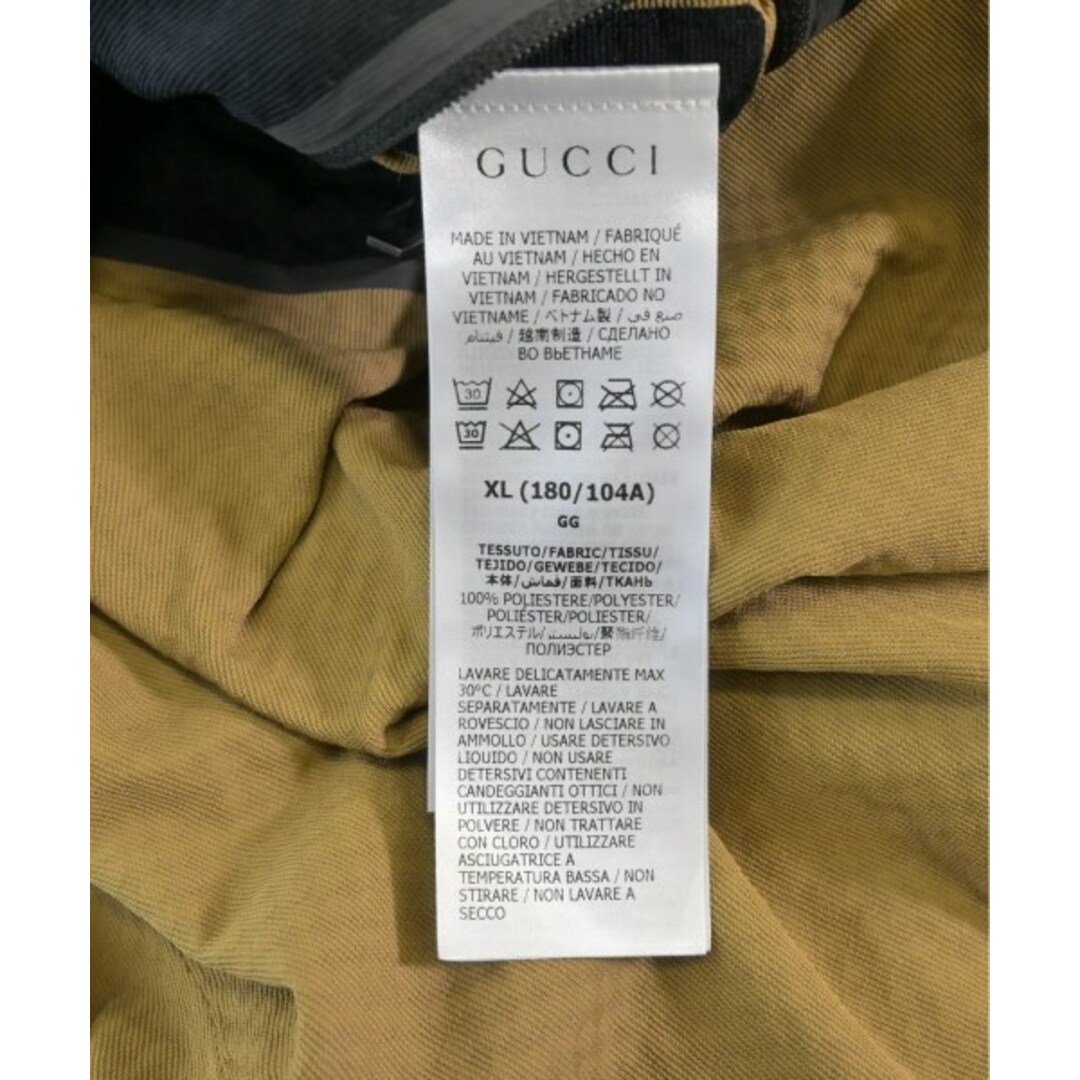 GUCCI
MADE IN VIETNAM / FABRIQUÉ
AU VIETNAM / HECHO EN
VIETNAM / HERGESTELLT IN
VIETNAM / FABRICADO NO
VIETNAME / ベトナム製 / صنع في
فيتنام / 越南制造 / СДЕЛАНО
ВО ВЬЕТНАМЕ
30
30
XL (180/104A)
GG
TESSUTO/FABRIC/TISSU/
TEJIDO/GEWEBE/TECIDO/
本体/قماش/面料/ТКАНЬ
100% POLIESTERE/POLYESTER/
POLIÉSTER/POLIESTER/
ポリエステル/بوليستر/聚酯纤维/
ПОЛИЭСТЕР
LAVARE DELICATAMENTE MAX
30°C / LAVARE
SEPARATAMENTE / LAVARE A
ROVESCIO / NON LASCIARE IN
AMMOLLO / USARE DETERSIVO
LIQUIDO / NON USARE
DETERSIVI CONTENENTI
CANDEGGIANTI OTTICI / NON
UTILIZZARE DETERSIVO IN
POLVERE / NON TRATTARE
CON CLORO / UTILIZZARE
ASCIUGATRICE A
TEMPERATURA BASSA / NON
STIRARE / NON LAVARE A
SECCO